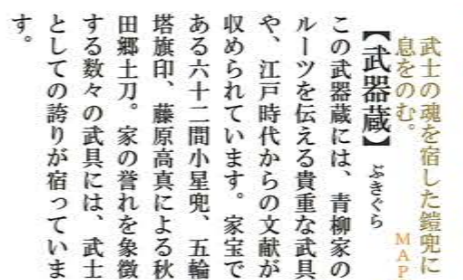 武士の魂を宿した鎧兜に
息をのむ。
MAP
【武器蔵】 ぶきぐら
この武器蔵には、青柳家の
ルーツを伝える貴重な武具
や、江戸時代からの文献が
収められています。家宝で
ある六十二間小星兜、五輪
塔旗印、藤原高真による秋
田郷土刀。家の誉れを象徴
する数々の武具には、武士
としての誇りが宿っていま
す。